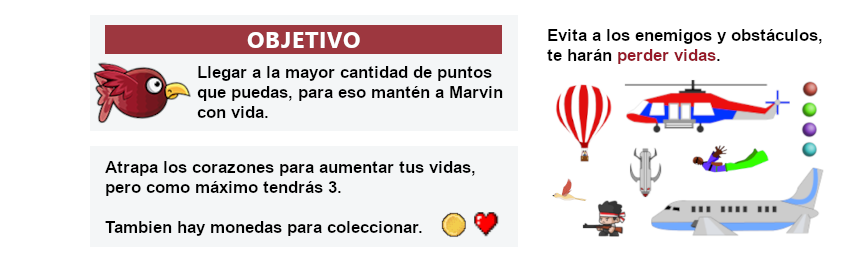 OBJETIVO
Llegar a la mayor cantidad de puntos
que puedas, para eso mantén a Marvin
con vida.
Atrapa los corazones para aumentar tus vidas,
pero como máximo tendrás 3.
Tambien hay monedas para coleccionar.
Evita a los enemigos y obstáculos,
te harán perder vidas.